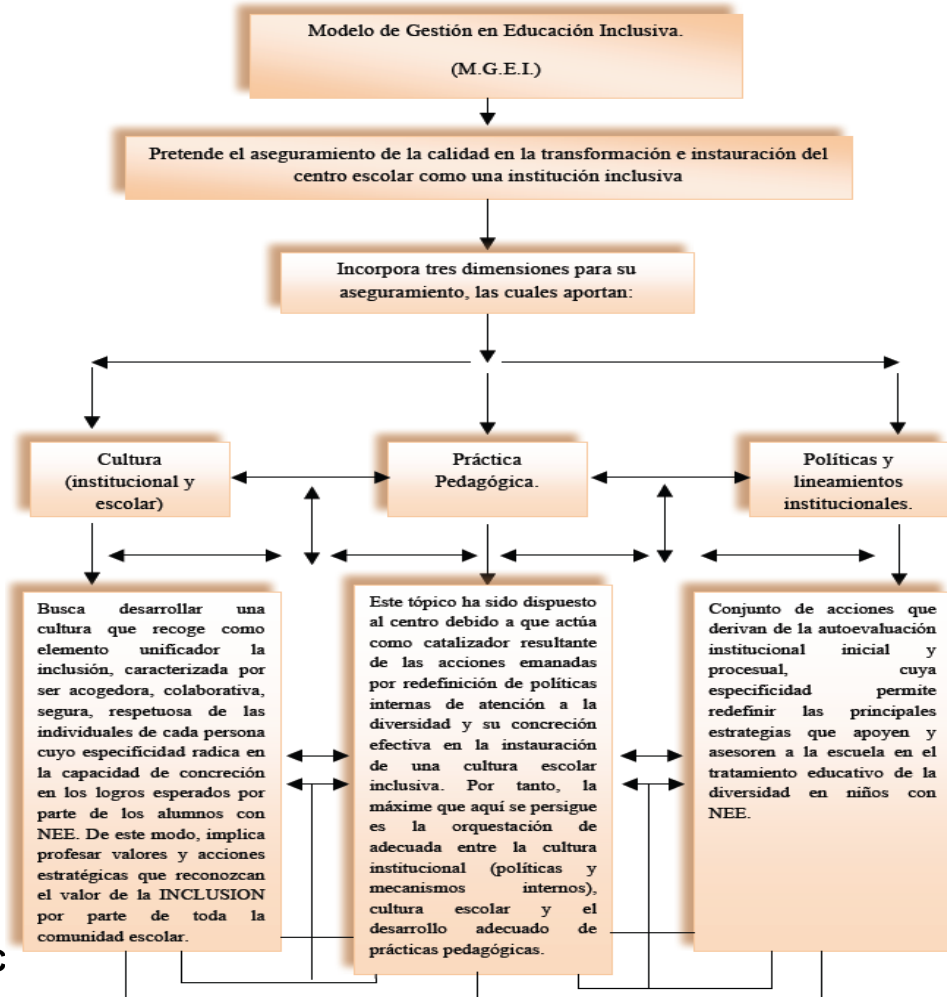 Modelo de Gestión en Educación Inclusiva.
(M.G.E.I.)
Pretende el aseguramiento de la calidad en la transformación e instauración del
centro escolar como una institución inclusiva
Incorpora tres dimensiones para su
aseguramiento, las cuales aportan:
Cultura
(institucional y
escolar)
Práctica
Pedagógica.
Políticas y
lineamientos
institucionales.
Busca desarrollar una
cultura que recoge como
elemento unificador la
inclusión, caracterizada por
ser acogedora, colaborativa,
segura, respetuosa de las
individuales de cada persona
cuyo especificidad radica en
la capacidad de concreción
en los logros esperados por
parte de los alumnos con
NEE. De este modo, implica
profesar valores y acciones
estratégicas que reconozcan
el valor de la INCLUSION
por parte de toda la
comunidad escolar.
Este tópico ha sido dispuesto
al centro debido a que actúa
como catalizador resultante
de las acciones emanadas
por redefinición de políticas
internas de atención a la
diversidad y su concreción
efectiva en la instauración
de una cultura escolar
inclusiva. Por tanto, la
máxime que aquí se persigue
es la orquestación de
adecuada entre la cultura
institucional (políticas y
mecanismos internos),
cultura escolar y el
desarrollo adecuado de
prácticas pedagógicas.
Conjunto de acciones que
derivan de la autoevaluación
institucional inicial y
procesual, cuya
especificidad permite
redefinir las principales
estrategias que apoyen y
asesoren a la escuela en el
tratamiento educativo de la
diversidad en niños con
NEE.